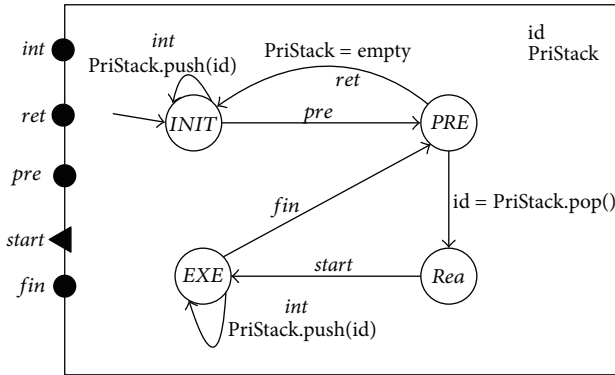 int
ret
pre
start
fin
int
PriStack.push(id)
INIT
PriStack = empty
ret
pre
PRE
id
PriStack
fin
id = PriStack.pop()
EXE
start
Rea
int
PriStack.push(id)